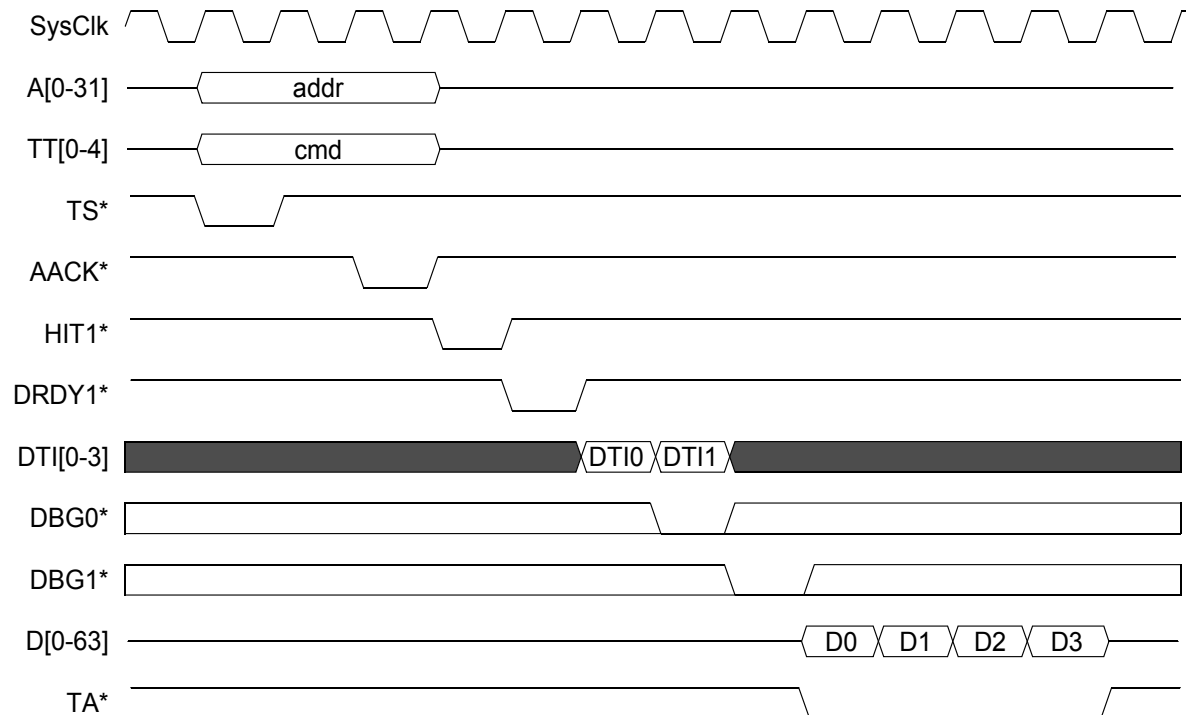 SysClk
A[0-31] addr
TT[0-4] cmd
TS*
AACK*
HIT1*
DRDY1*
DTI[0-3] DTI0 DTI1
DBG0*
DBG1*
D[0-63] D0 D1 D2 D3
TA*